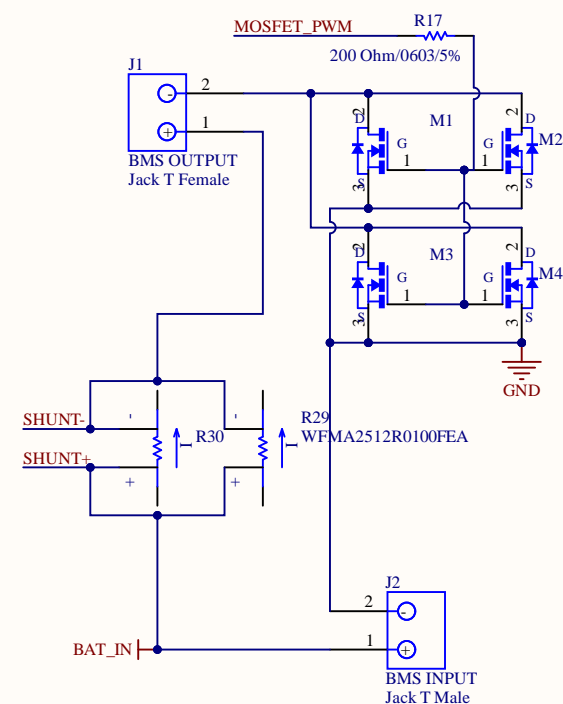 MOSFET_PWM
R17
200 Ohm/0603/5%
J1
2
-
1
+
BMS OUTPUT
Jack T Female
2
D
M1
G
1
S
3
2
D
M2
G
1
S
3
2
D
M3
G
1
S
3
2
D
M4
G
1
S
3
GND
SHUNT-
-
I
R30
-
I
R29
WFMA2512R0100FEA
SHUNT+
+
+
J2
2
-
1
+
BAT_IN
BMS INPUT
Jack T Male